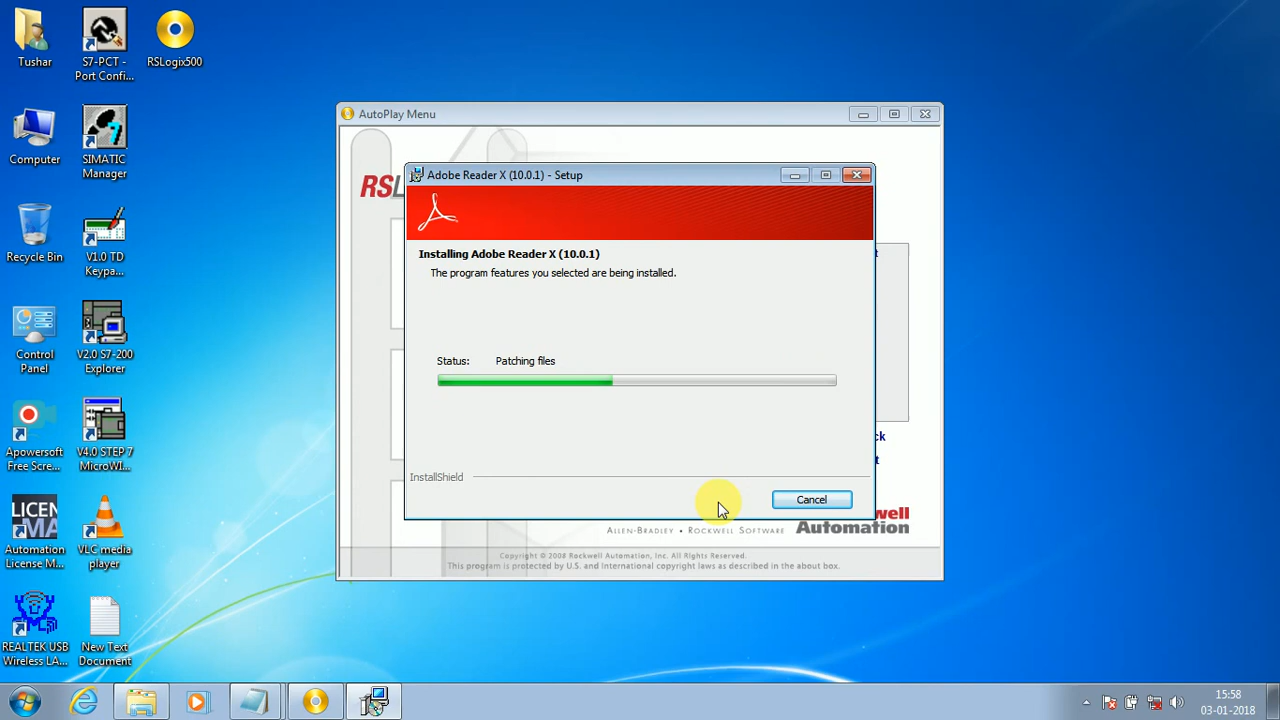 Tushar
S7-PCT -
Port Confi...
RSLogix500
Computer
SIMATIC
Manager
Recycle Bin
V1.0 TD
Keypa...
Control
Panel
V2.0 S7-200
Explorer
Apowersoft
Free Scre...
V4.0 STEP 7
MicroWI...
LICEN
MA
Automation
License M...
VLC media
player
REALTEK USB
Wireless LA...
New Text
Document
AutoPlay Menu
RSL
Adobe Reader X (10.0.1) - Setup
Installing Adobe Reader X (10.0.1)
The program features you selected are being installed.
Status: Patching files
InstallShield
Cancel
t
ck
t
ALLEN-BRADLEY • ROCKWELL SOFTWARE
well
Automation
Copyright © 2008 Rockwell Automation, Inc. All Rights Reserved.
This program is protected by U.S. and International copyright laws as described in the about box.
15:58
03-01-2018